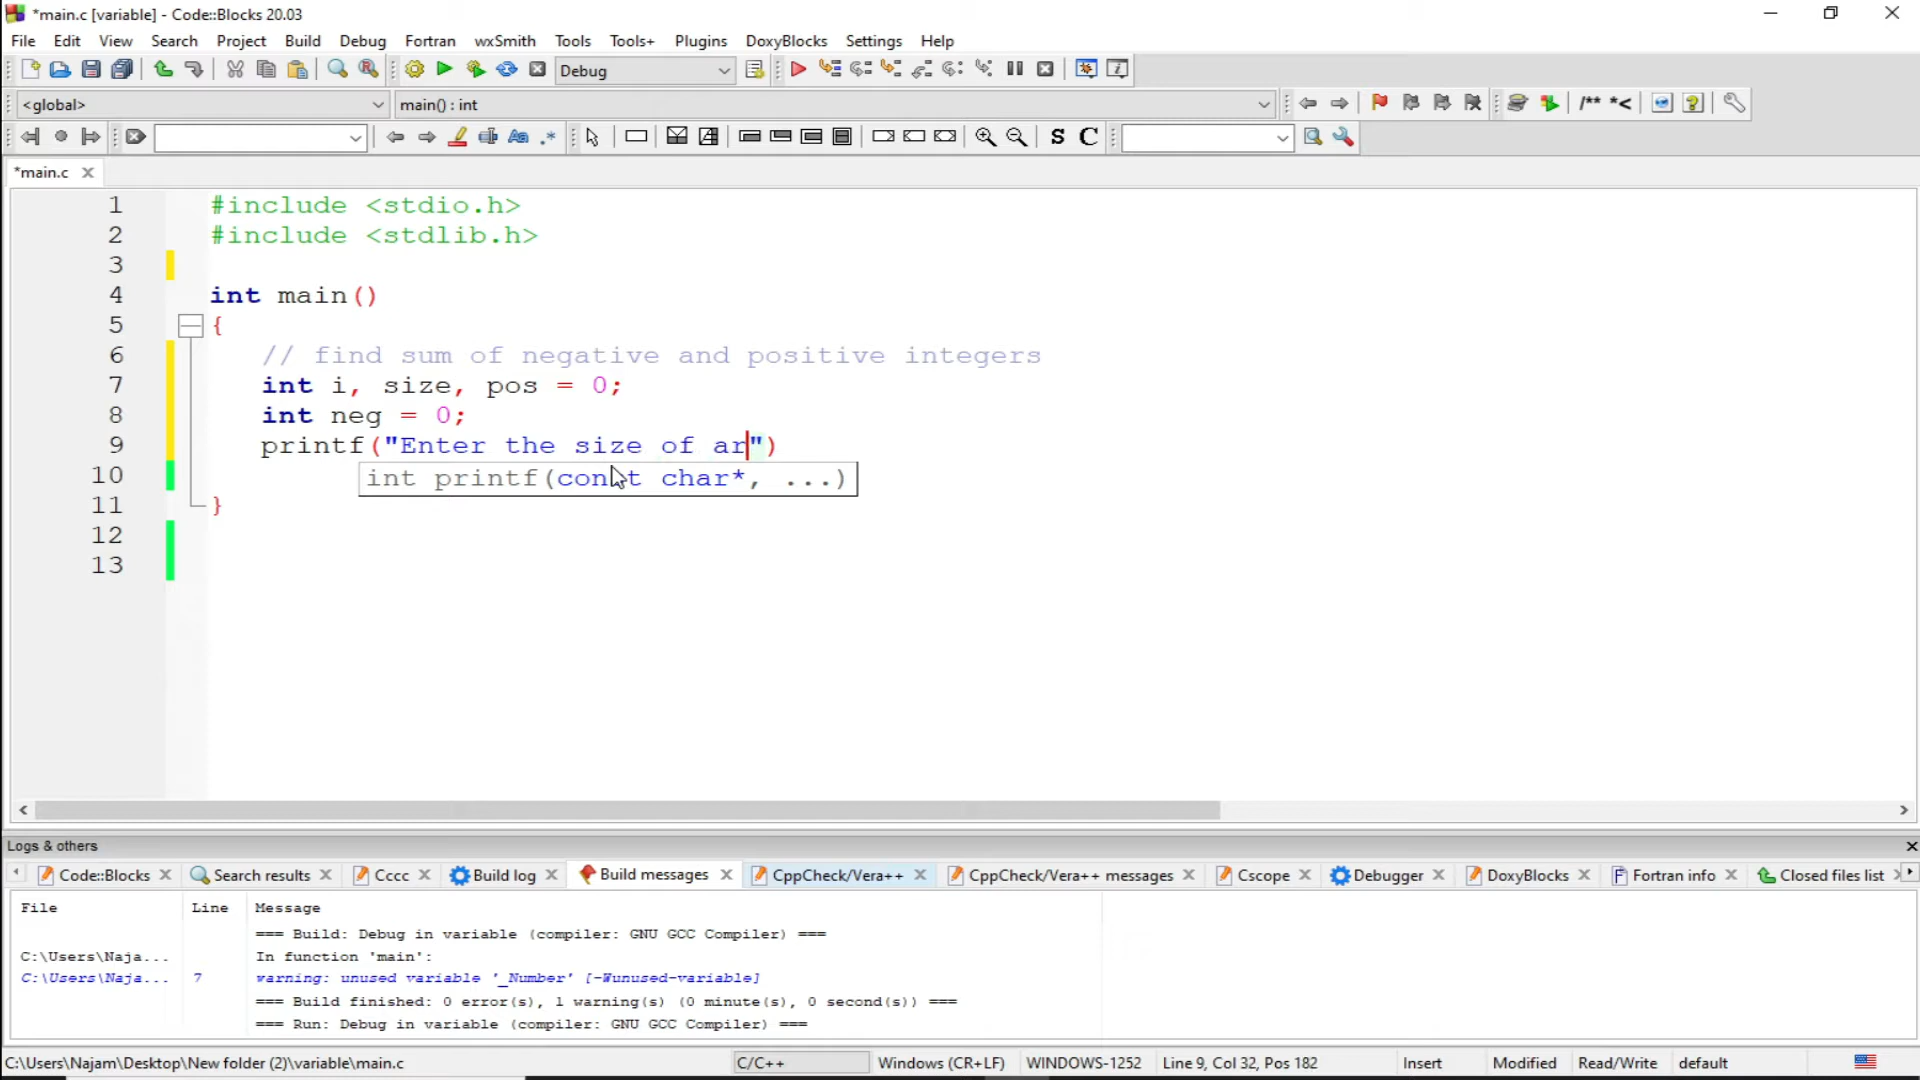 *main.c [variable] - Code::Blocks 20.03
File Edit View Search Project Build Debug Fortran wxSmith Tools Tools+ Plugins DoxyBlocks Settings Help
Debug
<global> main() : int
/** *<
Aa .* S C
*main.c
1 #include <stdio.h>
2 #include <stdlib.h>
3
4 int main()
5 {
6 // find sum of negative and positive integers
7 int i, size, pos = 0;
8 int neg = 0;
9 printf("Enter the size of ar")
10 int printf(const char*, ...)
11 }
12
13
Logs & others
Code::Blocks Search results Cccc Build log Build messages CppCheck/Vera++ CppCheck/Vera++ messages Cscope Debugger DoxyBlocks Fortran info Closed files list
File Line Message
=== Build: Debug in variable (compiler: GNU GCC Compiler) ===
C:\Users\Naja... In function 'main':
C:\Users\Naja... 7 warning: unused variable '_Number' [-Wunused-variable]
=== Build finished: 0 error(s), 1 warning(s) (0 minute(s), 0 second(s)) ===
=== Run: Debug in variable (compiler: GNU GCC Compiler) ===
C:\Users\Najam\Desktop\New folder (2)\variable\main.c C/C++ Windows (CR+LF) WINDOWS-1252 Line 9, Col 32, Pos 182 Insert Modified Read/Write default